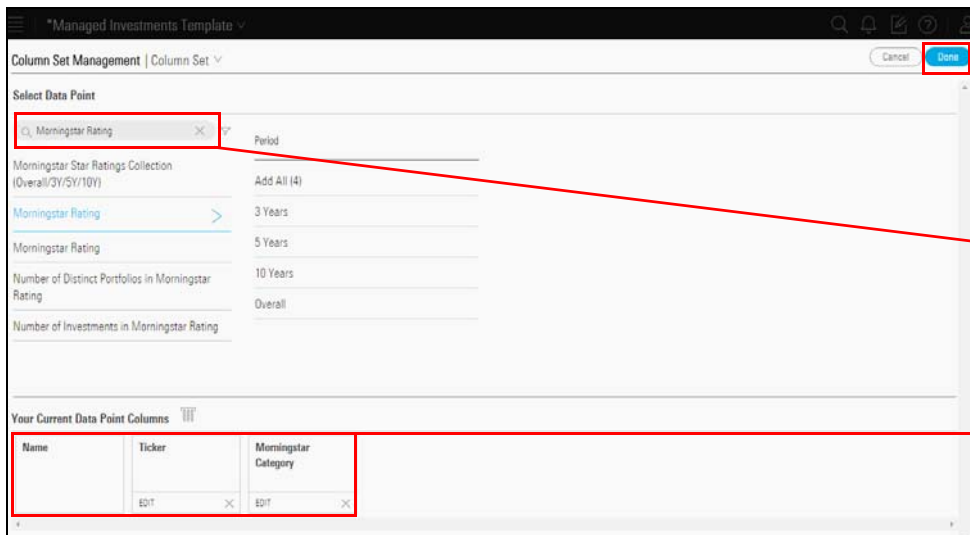 *Managed Investments Template
Column Set Management | Column Set
Cancel
Done
Select Data Point
Morningstar Rating
Period
Morningstar Star Ratings Collection
(Overall/3Y/5Y/10Y)
Add All (4)
Morningstar Rating
3 Years
Morningstar Rating
5 Years
Number of Distinct Portfolios in Morningstar
Rating
10 Years
Number of Investments in Morningstar Rating
Overall
Your Current Data Point Columns
Name
Ticker
EDIT
Morningstar
Category
EDIT